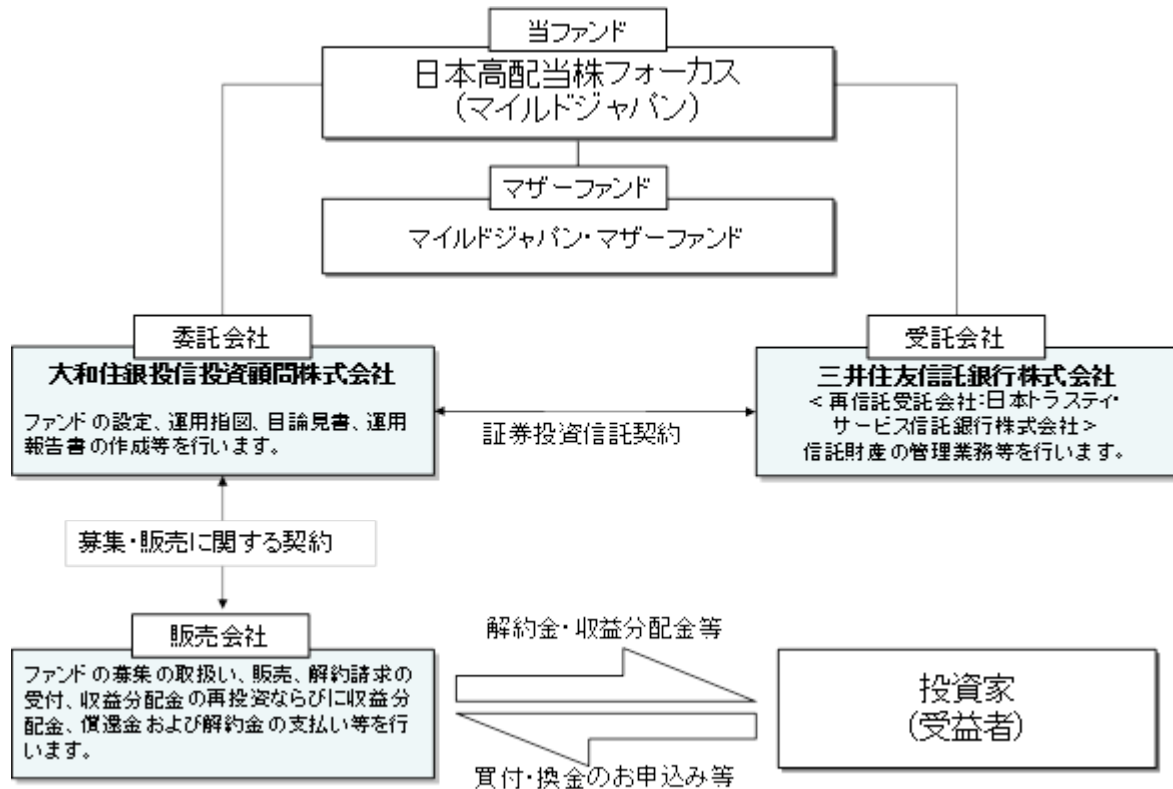 当ファンド
日本高配当株フォーカス
(マイルドジャパン)
マザーファンド
マイルドジャパン・マザーファンド
委託会社
大和住銀投信投資顧問株式会社
ファンドの設定、運用指図、目論見書、運用
報告書の作成等を行います。
証券投資信託契約
受託会社
三井住友信託銀行株式会社
<再信託受託会社:日本トラスティ・
サービス信託銀行株式会社>
信託財産の管理業務等を行います。
募集・販売に関する契約
販売会社
ファンドの募集の取扱い、販売、解約請求の
受付、収益分配金の再投資ならびに収益分
配金、償還金および解約金の支払い等を行
います。
解約金・収益分配金等
買付・換金のお申込み等
投資家
(受益者)